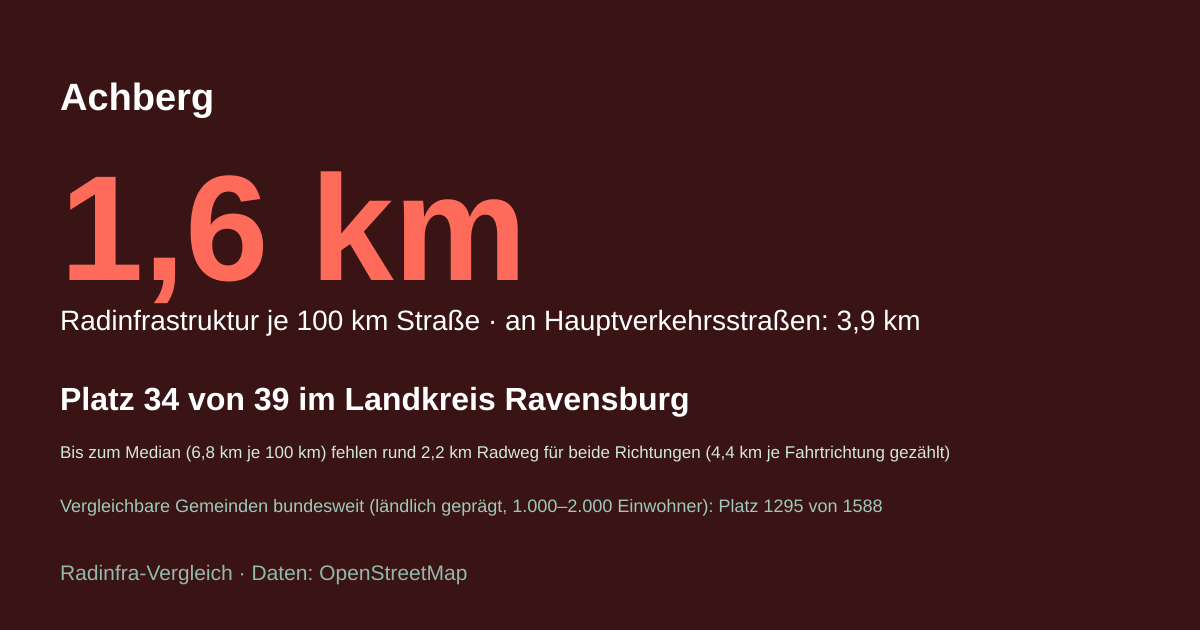 Achberg
1,6 km
Radinfrastruktur je 100 km Straße · an Hauptverkehrsstraßen: 3,9 km
Platz 34 von 39 im Landkreis Ravensburg
Bis zum Median (6,8 km je 100 km) fehlen rund 2,2 km Radweg für beide Richtungen (4,4 km je Fahrtrichtung gezählt)
Vergleichbare Gemeinden bundesweit (ländlich geprägt, 1.000–2.000 Einwohner): Platz 1295 von 1588
Radinfra-Vergleich · Daten: OpenStreetMap